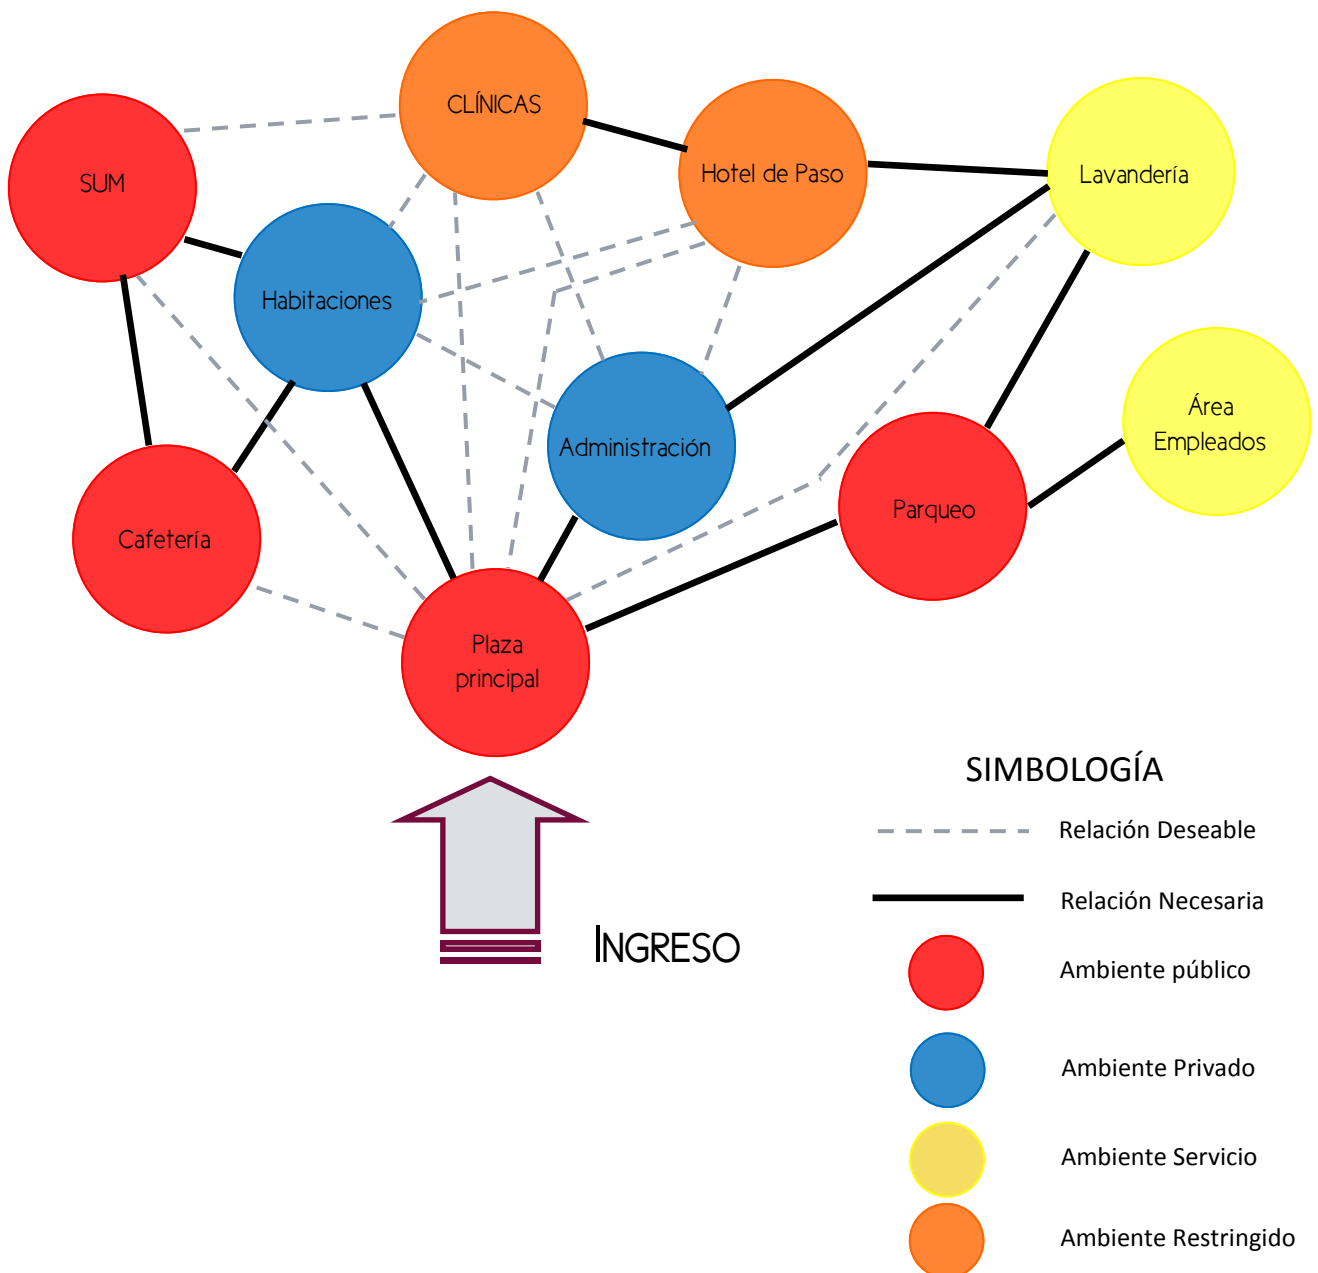 CLÍNICAS
SUM
Hotel de Paso
Lavandería
Habitaciones
Área
Empleados
Administración
Parqueo
Cafetería
Plaza
principal
SIMBOLOGÍA
Relación Deseable
Relación Necesaria
INGRESO
Ambiente público
Ambiente Privado
Ambiente Servicio
Ambiente Restringido